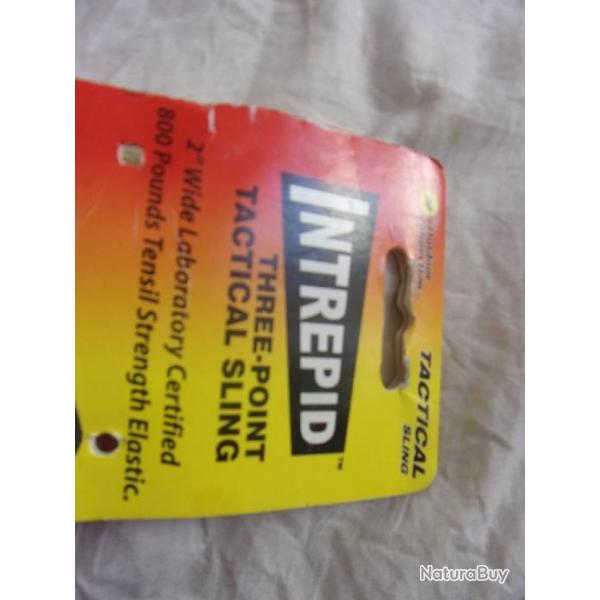 TACTICAL
SLING
INTREPID™
THREE-POINT
TACTICAL SLING
2" Wide Laboratory Certified
800 Pounds Tensil Strength Elastic.
NaturaBuy